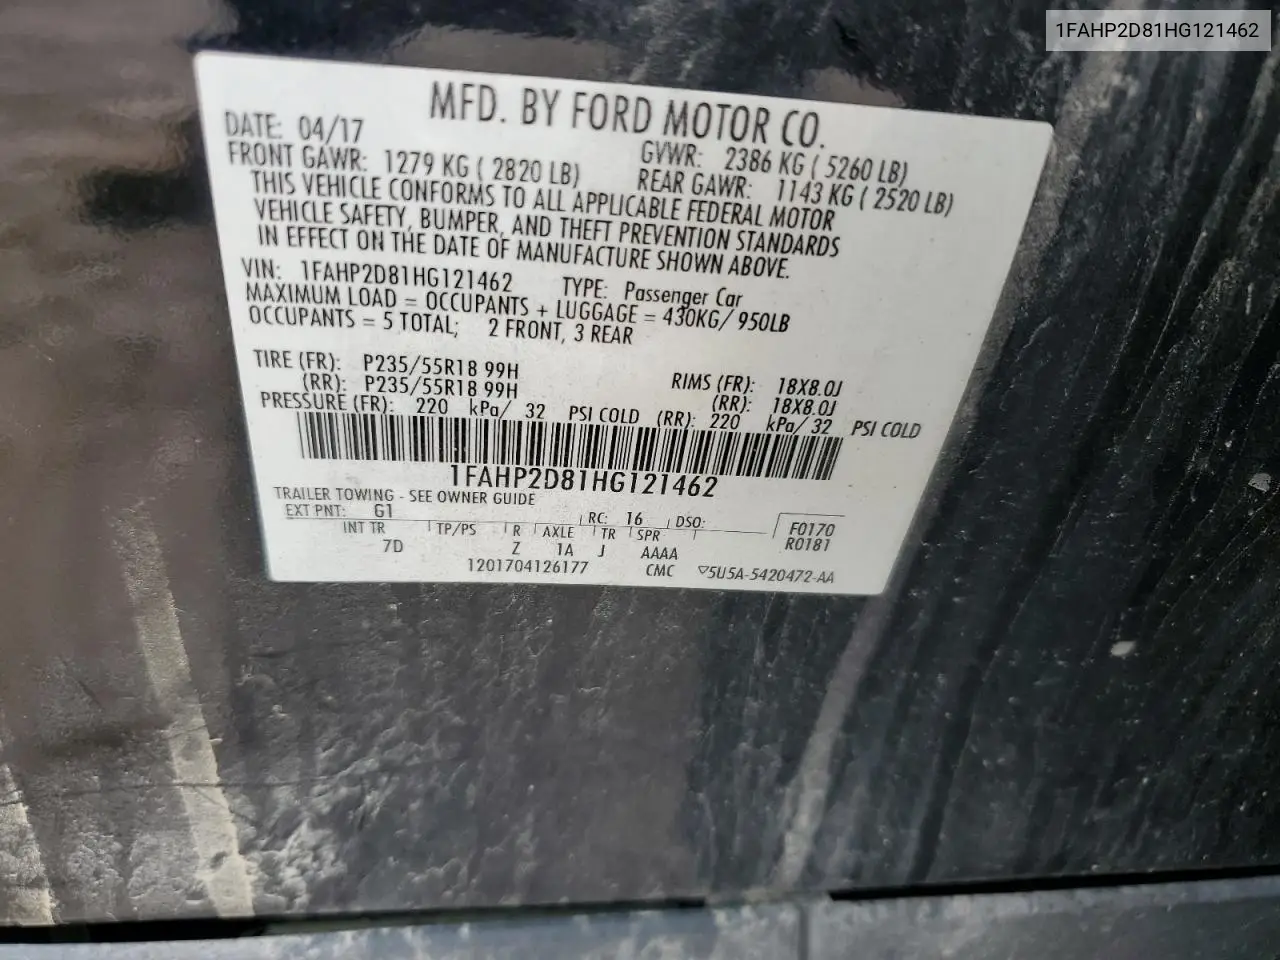 1FAHP2D81HG121462
MFD. BY FORD MOTOR CO.
DATE: 04/17 GVWR: 2386 KG ( 5260 LB)
FRONT GAWR: 1279 KG ( 2820 LB) REAR GAWR: 1143 KG ( 2520 LB)
THIS VEHICLE CONFORMS TO ALL APPLICABLE FEDERAL MOTOR
VEHICLE SAFETY, BUMPER, AND THEFT PREVENTION STANDARDS
IN EFFECT ON THE DATE OF MANUFACTURE SHOWN ABOVE.
VIN: 1FAHP2D81HG121462 TYPE: Passenger Car
MAXIMUM LOAD = OCCUPANTS + LUGGAGE = 430KG/ 950LB
OCCUPANTS = 5 TOTAL; 2 FRONT, 3 REAR
TIRE (FR): P235/55R18 99H RIMS (FR): 18X8.0J
(RR): P235/55R18 99H (RR): 18X8.0J
PRESSURE (FR): 220 kPa/ 32 PSI COLD (RR): 220 kPa/ 32 PSI COLD
1FAHP2D81HG121462
TRAILER TOWING - SEE OWNER GUIDE
EXT PNT: G1 RC: 16 DSO: F0170
INT TR TP/PS R AXLE TR SPR R0181
7D Z 1A J AAAA
1201704126177 CMC ▽5U5A-5420472-AA